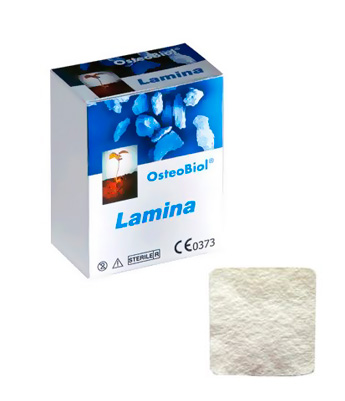 OsteoBiol®
Lamina
OsteoBiol®
Lamina
CE0373
STERILE R